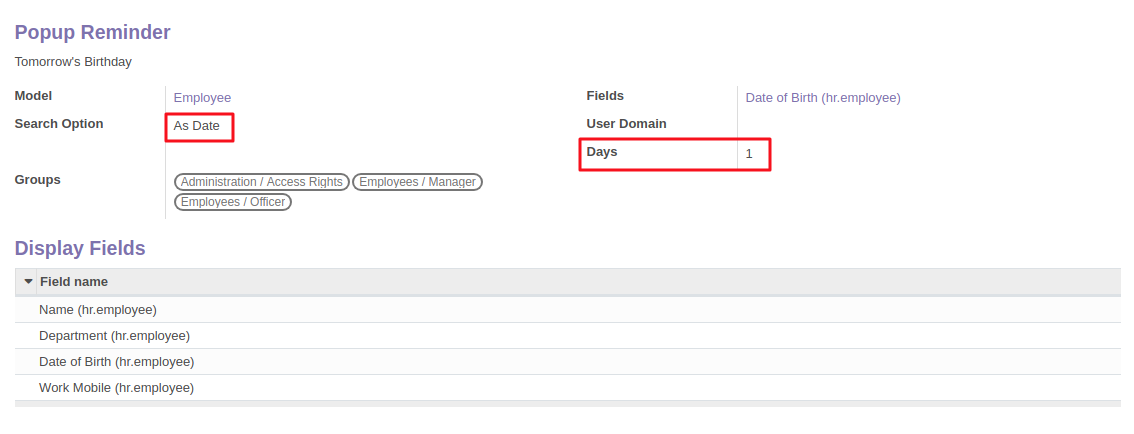 Popup Reminder
Tomorrow's Birthday
Model Employee Fields Date of Birth (hr.employee)
Search Option As Date User Domain
Days 1
Groups Administration / Access Rights Employees / Manager
Employees / Officer
Display Fields
Field name
Name (hr.employee)
Department (hr.employee)
Date of Birth (hr.employee)
Work Mobile (hr.employee)